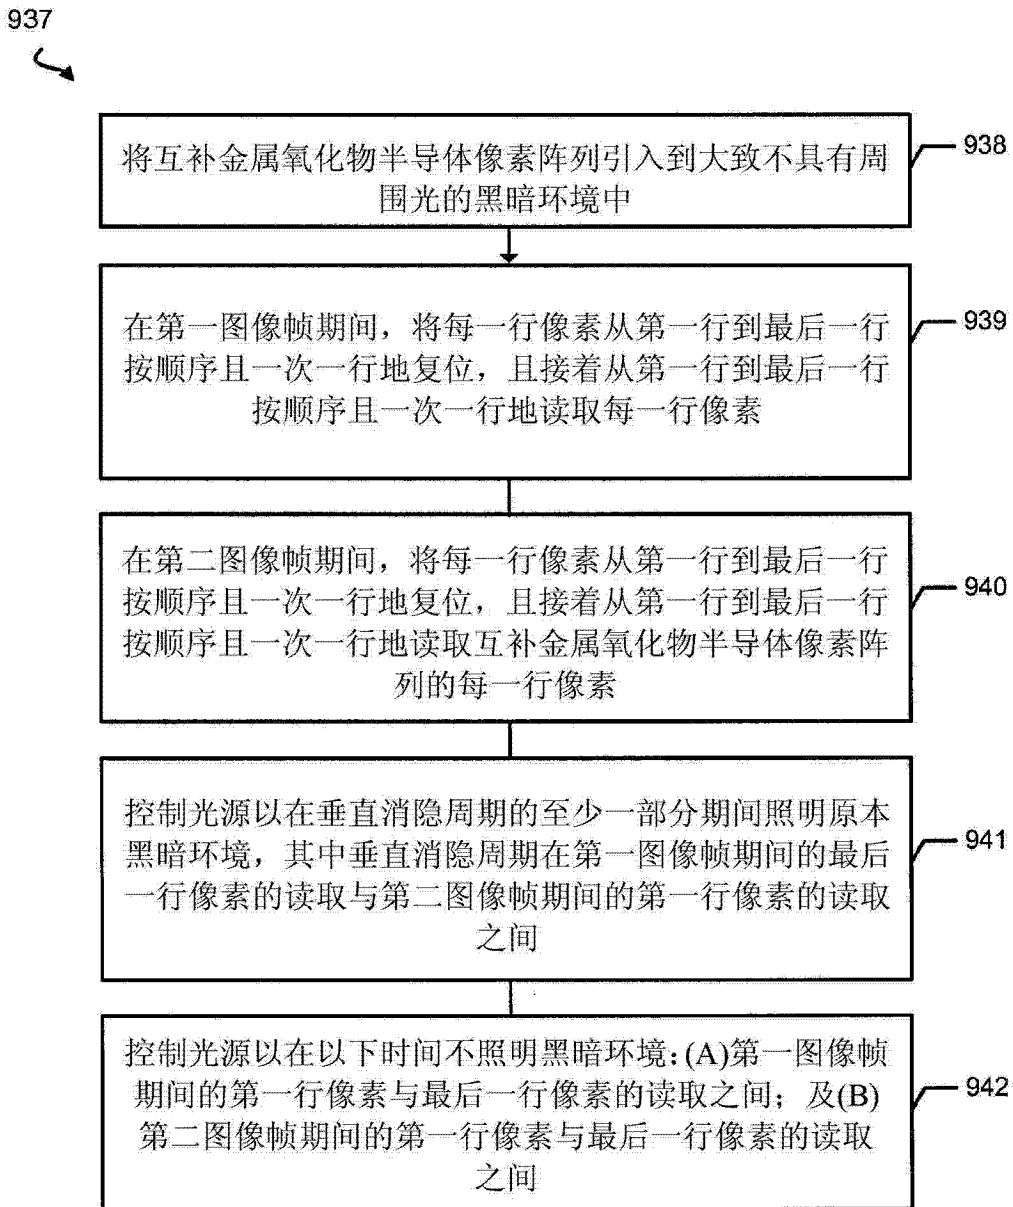 937
将互补金属氧化物半导体像素阵列引入到大致不具有周
围光的黑暗环境中
938
在第一图像帧期间，将每一行像素从第一行到最后一行
按顺序且一次一行地复位，且接着从第一行到最后一行
按顺序且一次一行地读取每一行像素
939
在第二图像帧期间，将每一行像素从第一行到最后一行
按顺序且一次一行地复位，且接着从第一行到最后一行
按顺序且一次一行地读取互补金属氧化物半导体像素阵
列的每一行像素
940
控制光源以在垂直消隐周期的至少一部分期间照明原本
黑暗环境，其中垂直消隐周期在第一图像帧期间的最后
一行像素的读取与第二图像帧期间的第一行像素的读取
之间
941
控制光源以在以下时间不照明黑暗环境：(A)第一图像帧
期间的第一行像素与最后一行像素的读取之间；及(B)
第二图像帧期间的第一行像素与最后一行像素的读取
之间
942